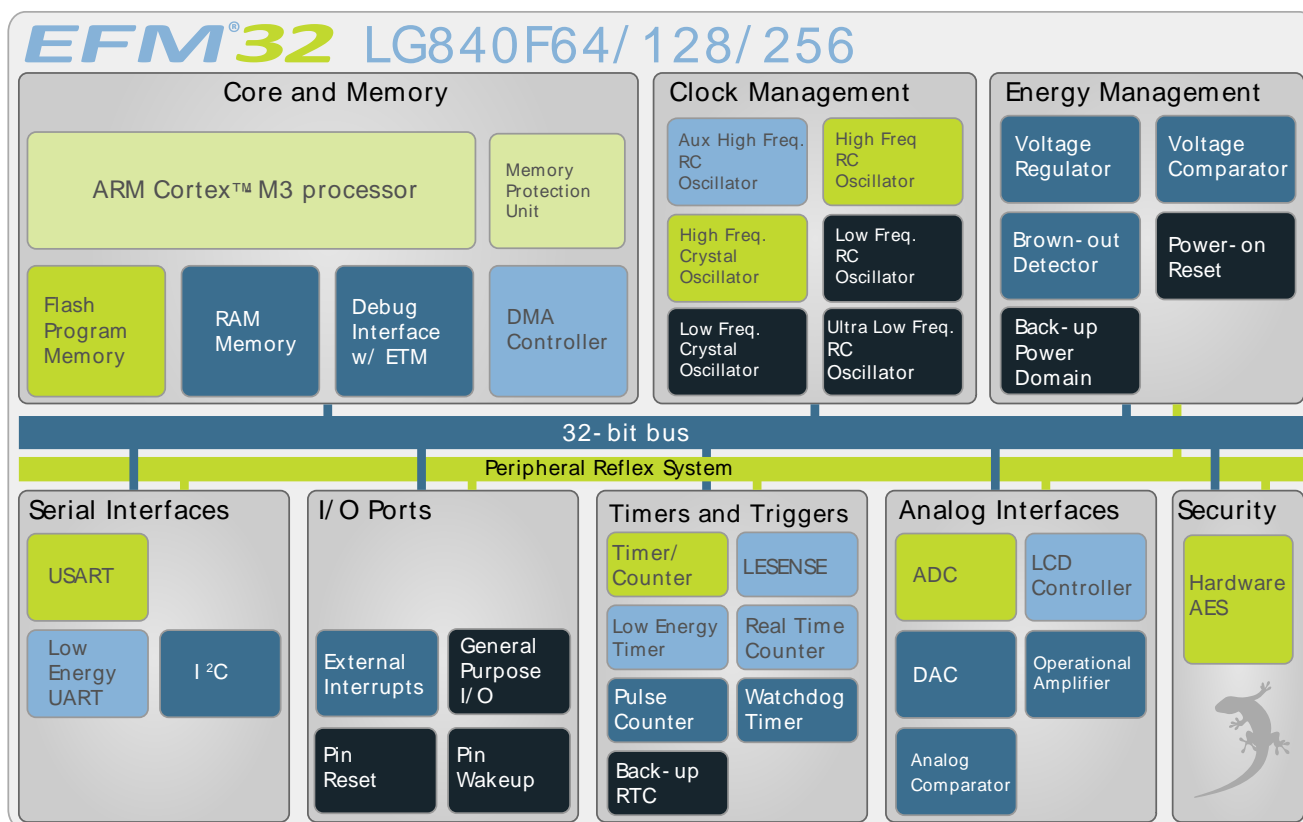 EFM®32 LG840F64/128/256
Core and Memory
ARM Cortex™ M3 processor
Memory
Protection
Unit
Flash
Program
Memory
RAM
Memory
Debug
Interface
w/ ETM
DMA
Controller
Clock Management
Aux High Freq.
RC
Oscillator
High Freq
RC
Oscillator
High Freq.
Crystal
Oscillator
Low Freq.
RC
Oscillator
Low Freq.
Crystal
Oscillator
Ultra Low Freq.
RC
Oscillator
Energy Management
Voltage
Regulator
Voltage
Comparator
Brown-out
Detector
Power-on
Reset
Back-up
Power
Domain
32-bit bus
Peripheral Reflex System
Serial Interfaces
USART
Low
Energy
UART
I²C
I/O Ports
External
Interrupts
General
Purpose
I/O
Pin
Reset
Pin
Wakeup
Timers and Triggers
Timer/
Counter
LESENSE
Low Energy
Timer
Real Time
Counter
Pulse
Counter
Watchdog
Timer
Back-up
RTC
Analog Interfaces
ADC
LCD
Controller
DAC
Operational
Amplifier
Analog
Comparator
Security
Hardware
AES